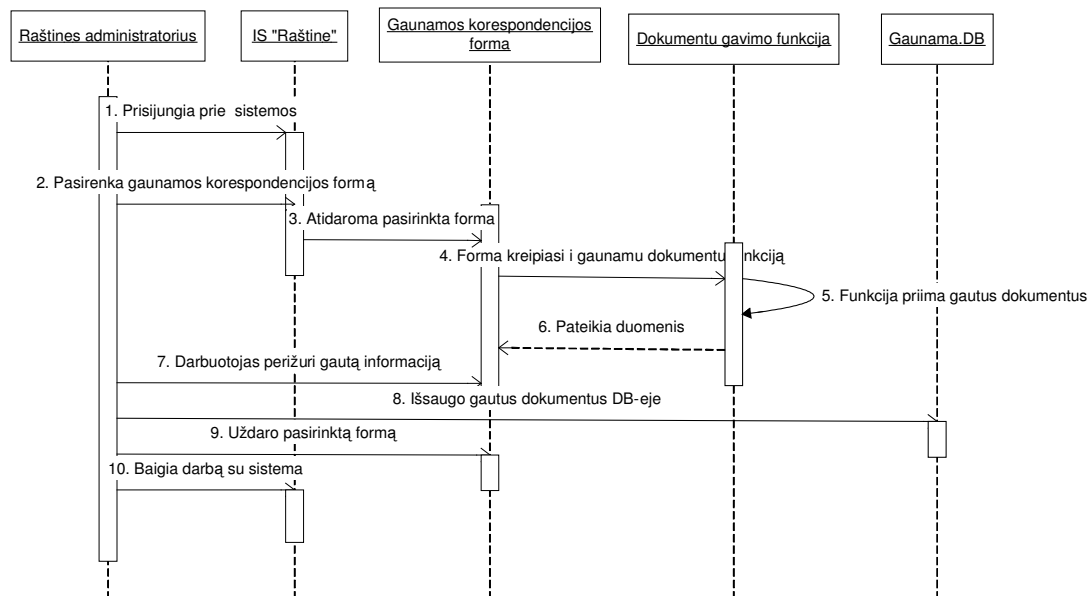 Raštines administratorius
IS "Raštine"
Gaunamos korespondencijos
forma
Dokumentu gavimo funkcija
Gaunama.DB
1. Prisijungia prie sistemos
2. Pasirenka gaunamos korespondencijos formą
3. Atidaroma pasirinkta forma
4. Forma kreipiasi i gaunamu dokumentu nkciją
5. Funkcija priima gautus dokumentus
6. Pateikia duomenis
7. Darbuotojas peržiuri gautą informaciją
8. Išsaugo gautus dokumentus DB-eje
9. Uždaro pasirinktą formą
10. Baigia darbą su sistema